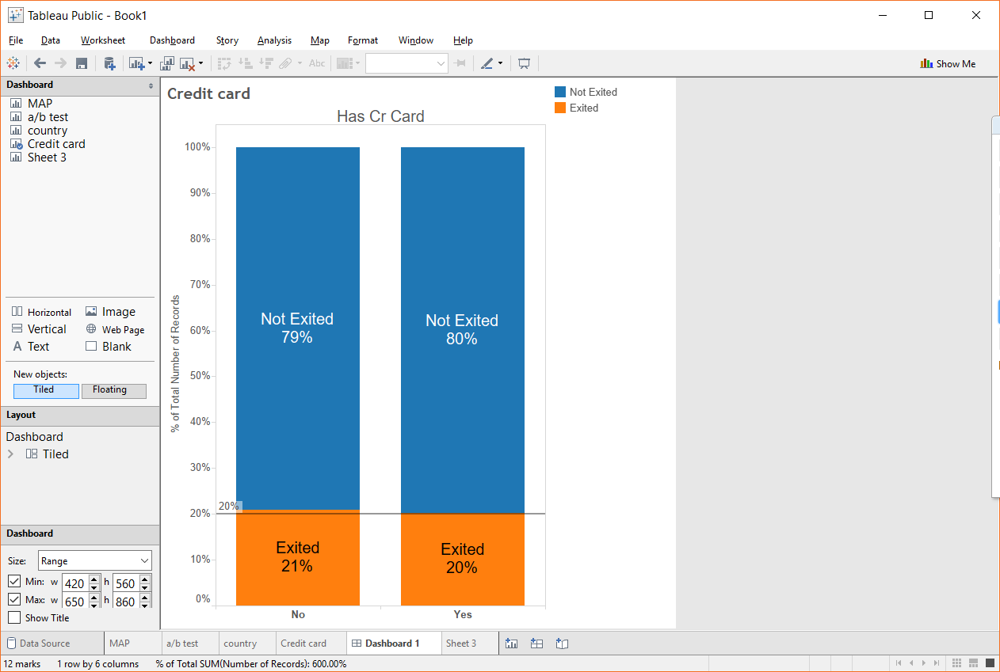 Tableau Public - Book1
File Data Worksheet Dashboard Story Analysis Map Format Window Help
Abc
Show Me
Dashboard
MAP
a/b test
country
Credit card
Sheet 3
Horizontal Image
Vertical Web Page
A Text Blank
New objects:
Tiled Floating
Layout
Dashboard
Tiled
Dashboard
Size: Range
Min: w 420 h 560
Max: w 650 h 860
Show Title
Credit card
Has Cr Card
Not Exited
Exited
% of Total Number of Records
100%
90%
80%
70%
60%
50%
40%
30%
20%
10%
0%
Not Exited
79%
Not Exited
80%
20%
Exited
21%
Exited
20%
No Yes
Data Source MAP a/b test country Credit card Dashboard 1 Sheet 3
12 marks 1 row by 6 columns % of Total SUM(Number of Records): 600.00%